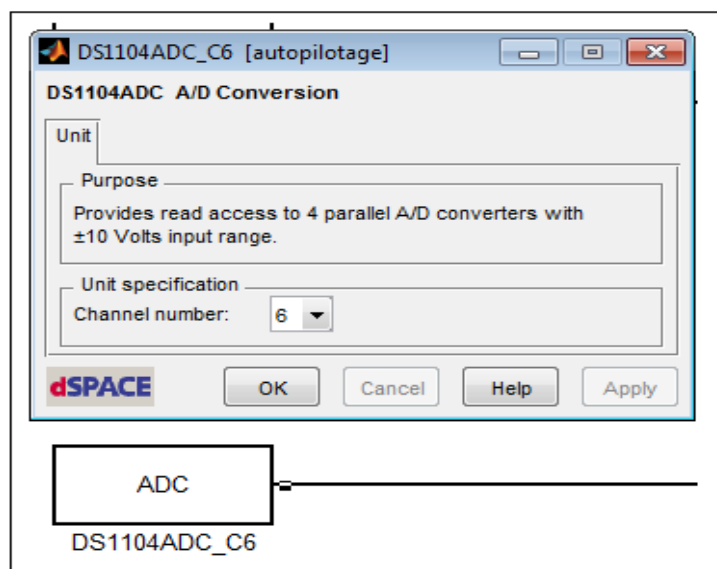 DS1104ADC_C6 [autopilotage]
DS1104ADC A/D Conversion
Unit
Purpose
Provides read access to 4 parallel A/D converters with
±10 Volts input range.
Unit specification
Channel number: 6
dSPACE OK Cancel Help Apply
ADC
DS1104ADC_C6